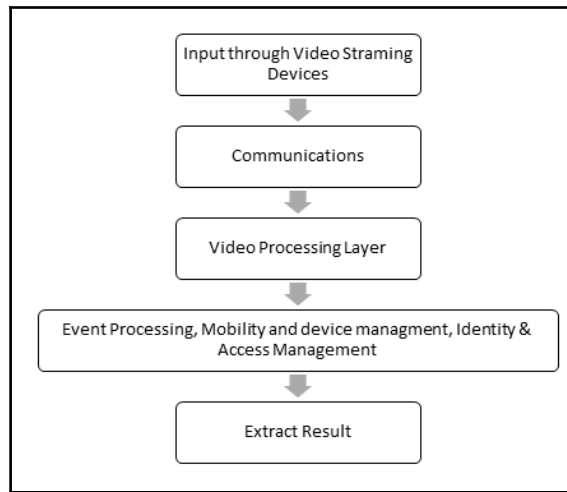 Input through Video Straming
Devices
Communications
Video Processing Layer
Event Processing, Mobility and device managment, Identity &
Access Management
Extract Result